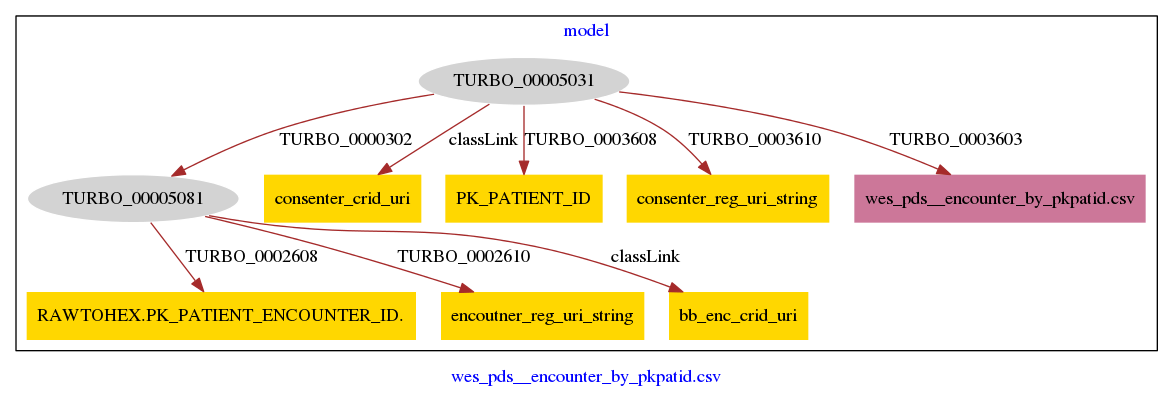 model
TURBO_00005031
TURBO_0000302
classLink
TURBO_0003608
TURBO_0003610
TURBO_0003603
TURBO_00005081
consenter_crid_uri
PK_PATIENT_ID
consenter_reg_uri_string
wes_pds__encounter_by_pkpatid.csv
TURBO_0002608
TURBO_0002610
classLink
RAWTOHEX.PK_PATIENT_ENCOUNTER_ID.
encoutner_reg_uri_string
bb_enc_crid_uri
wes_pds__encounter_by_pkpatid.csv